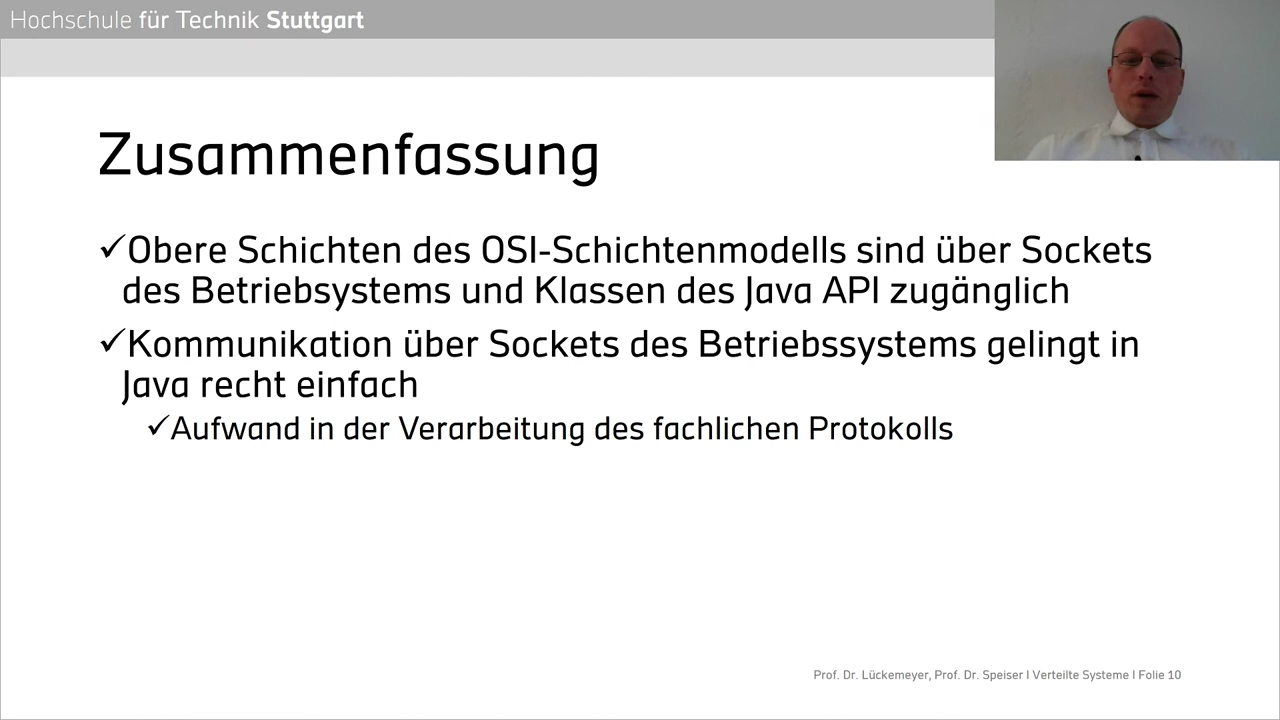 Hochschule für Technik Stuttgart
Zusammenfassung
✓Obere Schichten des OSI-Schichtenmodells sind über Sockets
des Betriebsystems und Klassen des Java API zugänglich
✓Kommunikation über Sockets des Betriebssystems gelingt in
Java recht einfach
✓Aufwand in der Verarbeitung des fachlichen Protokolls
Prof. Dr. Lückemeyer, Prof. Dr. Speiser I Verteilte Systeme I Folie 10